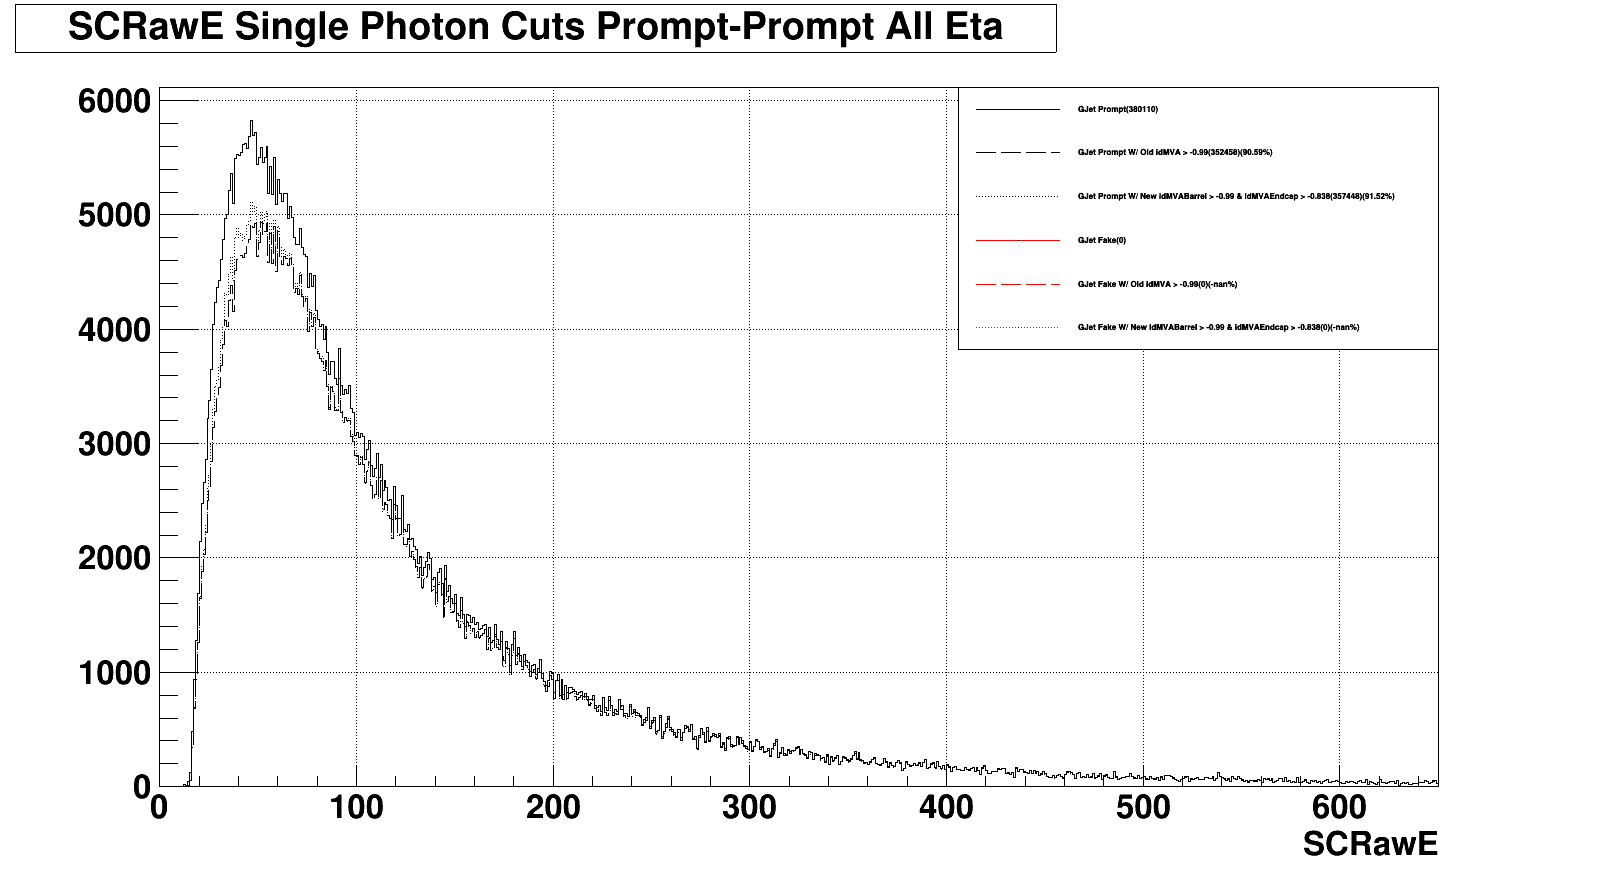 SCRawE Single Photon Cuts Prompt-Prompt All Eta
6000
5000
4000
3000
2000
1000
0
GJet Prompt(380110)
GJet Prompt W/ Old idMVA > -0.99(352458)(90.59%)
GJet Prompt W/ New idMVABarrel > -0.99 & idMVAEndcap > -0.838(357448)(91.52%)
GJet Fake(0)
GJet Fake W/ Old idMVA > -0.99(0)(-nan%)
GJet Fake W/ New idMVABarrel > -0.99 & idMVAEndcap > -0.838(0)(-nan%)
0 100 200 300 400 500 600
SCRawE